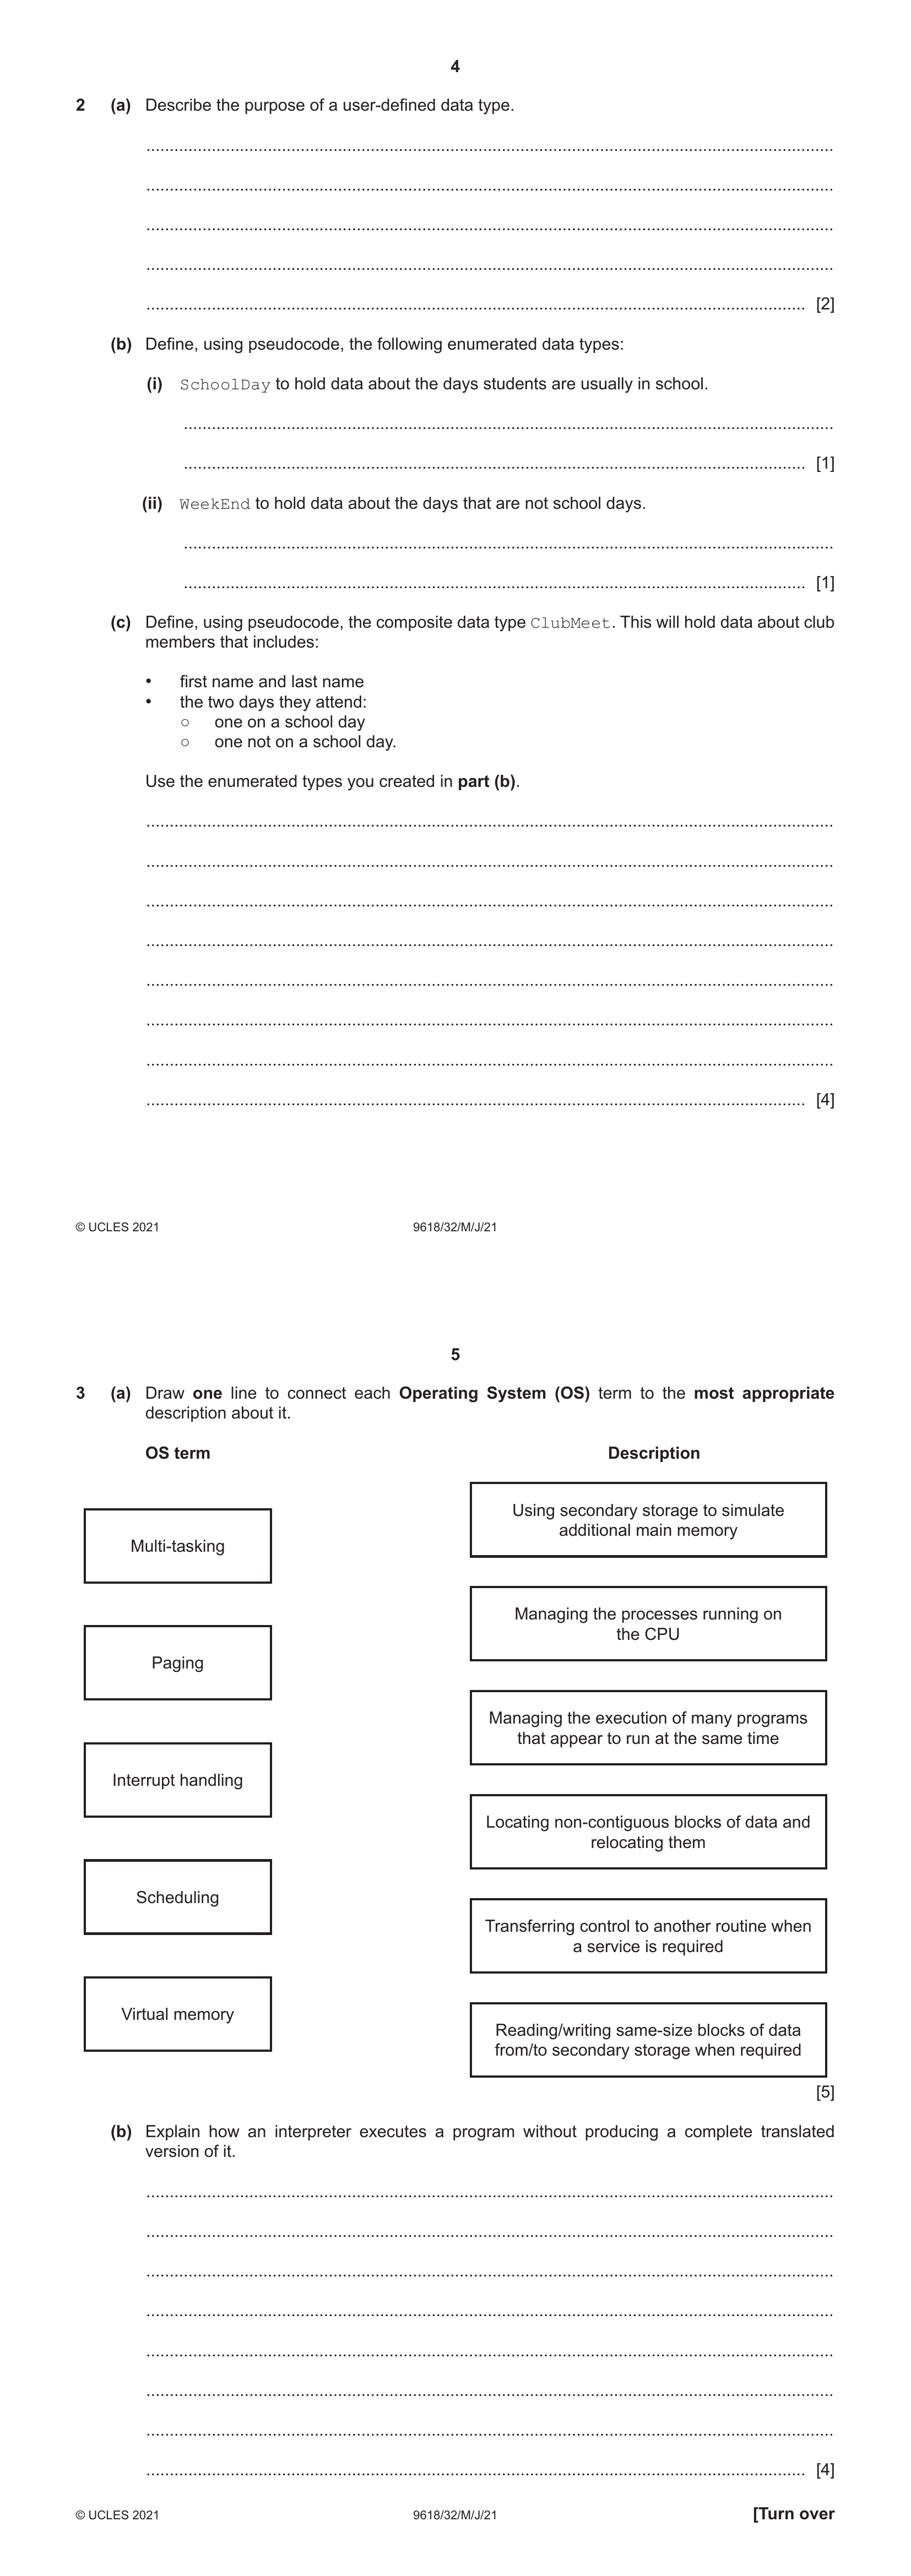 4
2 (a) Describe the purpose of a user-defined data type.
[2]
(b) Define, using pseudocode, the following enumerated data types:
(i) SchoolDay to hold data about the days students are usually in school.
[1]
(ii) WeekEnd to hold data about the days that are not school days.
[1]
(c) Define, using pseudocode, the composite data type ClubMeet. This will hold data about club
members that includes:
• first name and last name
• the two days they attend:
○ one on a school day
○ one not on a school day.
Use the enumerated types you created in part (b).
[4]
© UCLES 2021 9618/32/M/J/21
5
3 (a) Draw one line to connect each Operating System (OS) term to the most appropriate
description about it.
OS term Description
Using secondary storage to simulate
additional main memory
Multi-tasking
Managing the processes running on
the CPU
Paging
Managing the execution of many programs
that appear to run at the same time
Interrupt handling
Locating non-contiguous blocks of data and
relocating them
Scheduling
Transferring control to another routine when
a service is required
Virtual memory
Reading/writing same-size blocks of data
from/to secondary storage when required
[5]
(b) Explain how an interpreter executes a program without producing a complete translated
version of it.
[4]
© UCLES 2021 9618/32/M/J/21 [Turn over